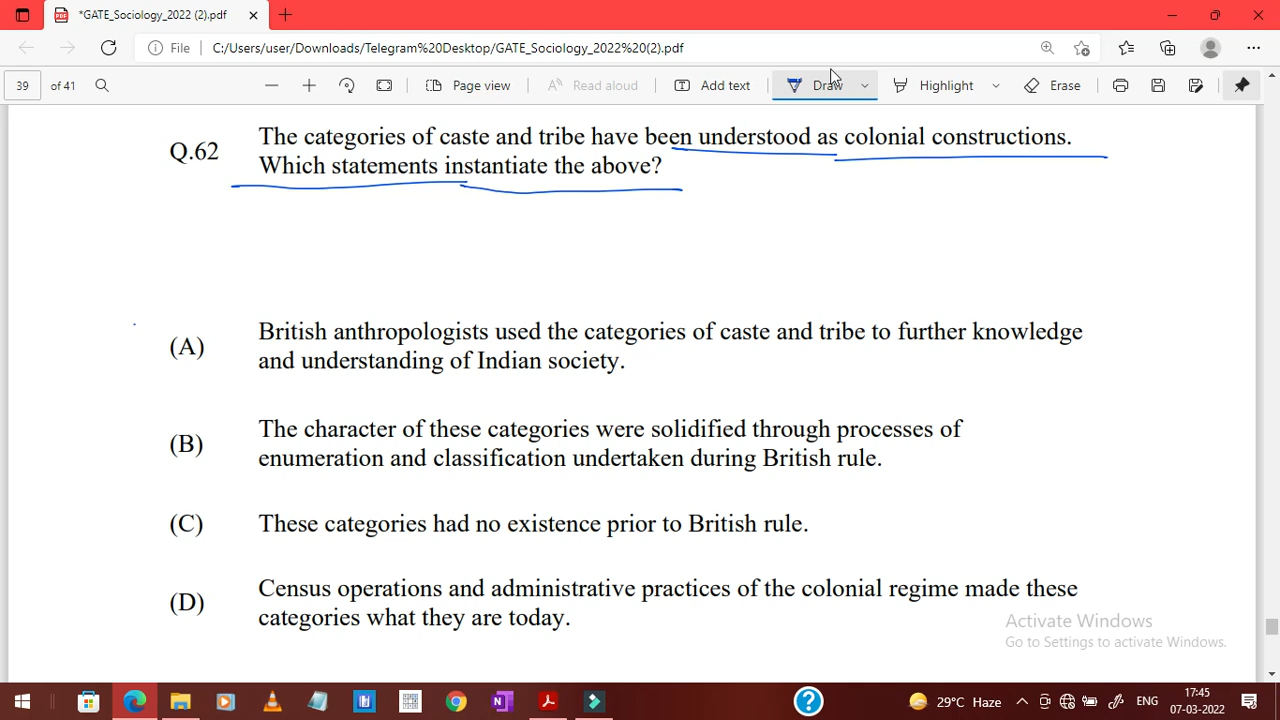 *GATE_Sociology_2022 (2).pdf
File C:/Users/user/Downloads/Telegram%20Desktop/GATE_Sociology_2022%20(2).pdf
39 of 41 Page view Read aloud Add text Draw Highlight Erase
Q.62 The categories of caste and tribe have been understood as colonial constructions.
Which statements instantiate the above?
(A) British anthropologists used the categories of caste and tribe to further knowledge
and understanding of Indian society.
(B) The character of these categories were solidified through processes of
enumeration and classification undertaken during British rule.
(C) These categories had no existence prior to British rule.
(D) Census operations and administrative practices of the colonial regime made these
categories what they are today.
Activate Windows
Go to Settings to activate Windows.
29°C Haze ENG 17:45
07-03-2022